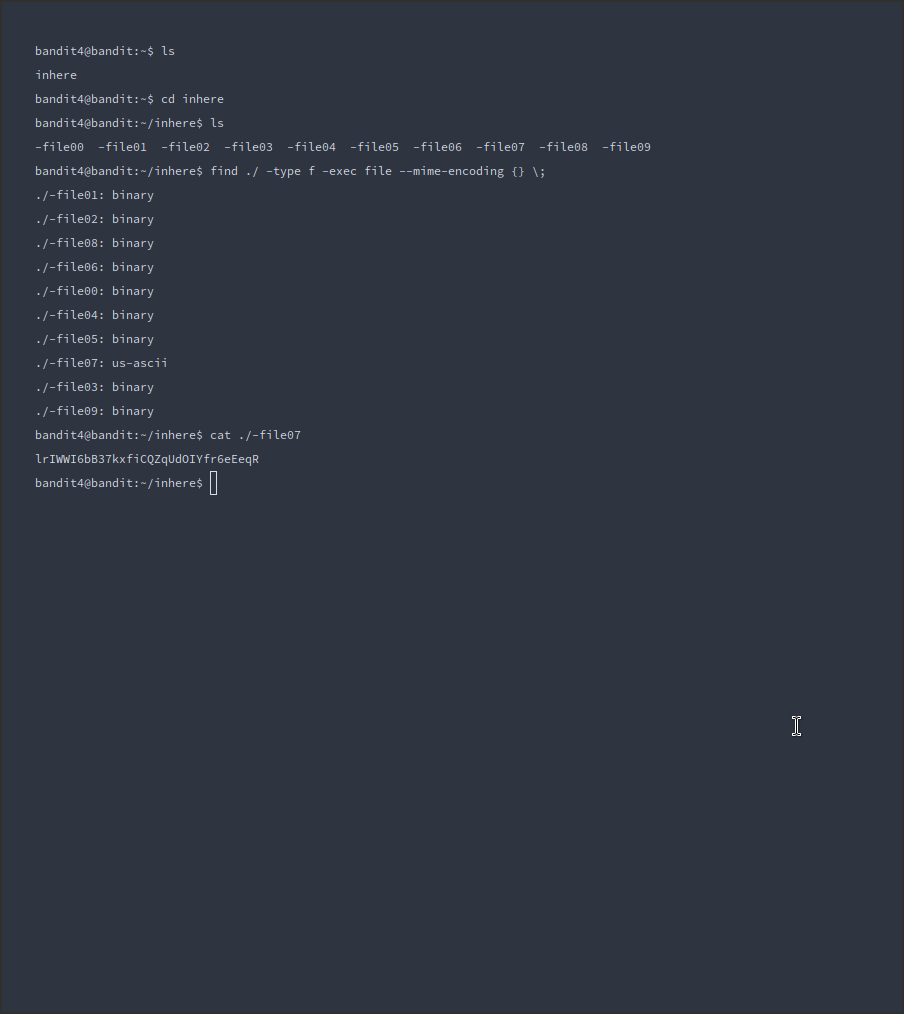 bandit4@bandit:~$ ls
inhere
bandit4@bandit:~$ cd inhere
bandit4@bandit:~/inhere$ ls
-file00  -file01  -file02  -file03  -file04  -file05  -file06  -file07  -file08  -file09
bandit4@bandit:~/inhere$ find ./ -type f -exec file --mime-encoding {} \;
./-file01: binary
./-file02: binary
./-file08: binary
./-file06: binary
./-file00: binary
./-file04: binary
./-file05: binary
./-file07: us-ascii
./-file03: binary
./-file09: binary
bandit4@bandit:~/inhere$ cat ./-file07
lrIWWI6bB37kxfiCQZqUdOIYfr6eEeqR
bandit4@bandit:~/inhere$